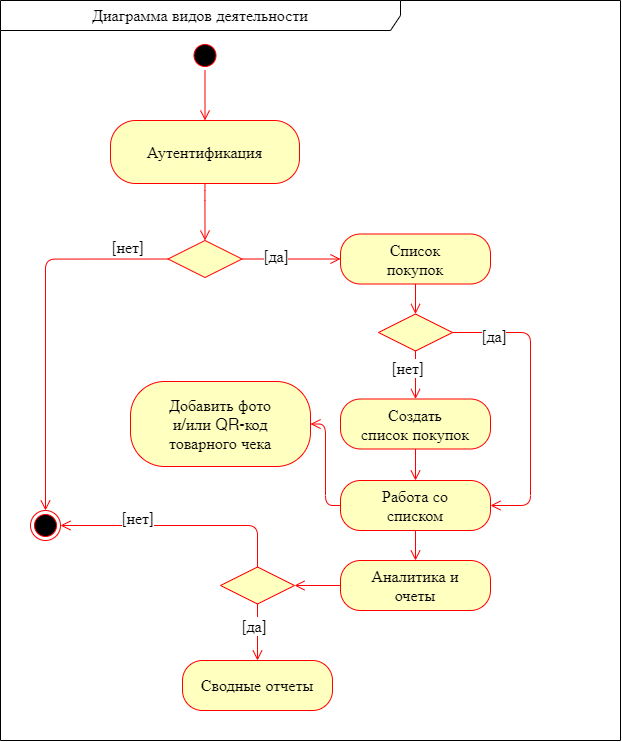 Диаграмма видов деятельности
Аутентификация
[нет]
[да]
Список
покупок
[да]
[нет]
Добавить фото
и/или QR-код
товарного чека
Создать
список покупок
Работа со
списком
[нет]
Аналитика и
очеты
[да]
Сводные отчеты